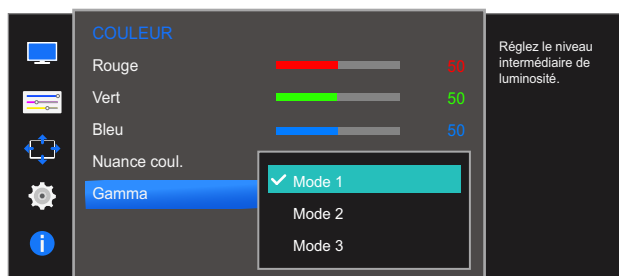 COULEUR
Rouge 50
Vert 50
Bleu 50
Nuance coul.
Gamma
Mode 1
Mode 2
Mode 3
Réglez le niveau
intermédiaire de
luminosité.